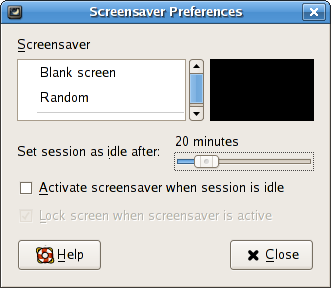 Screensaver Preferences
Screensaver
Blank screen
Random
Set session as idle after:
20 minutes
Activate screensaver when session is idle
Lock screen when screensaver is active
Help
Close